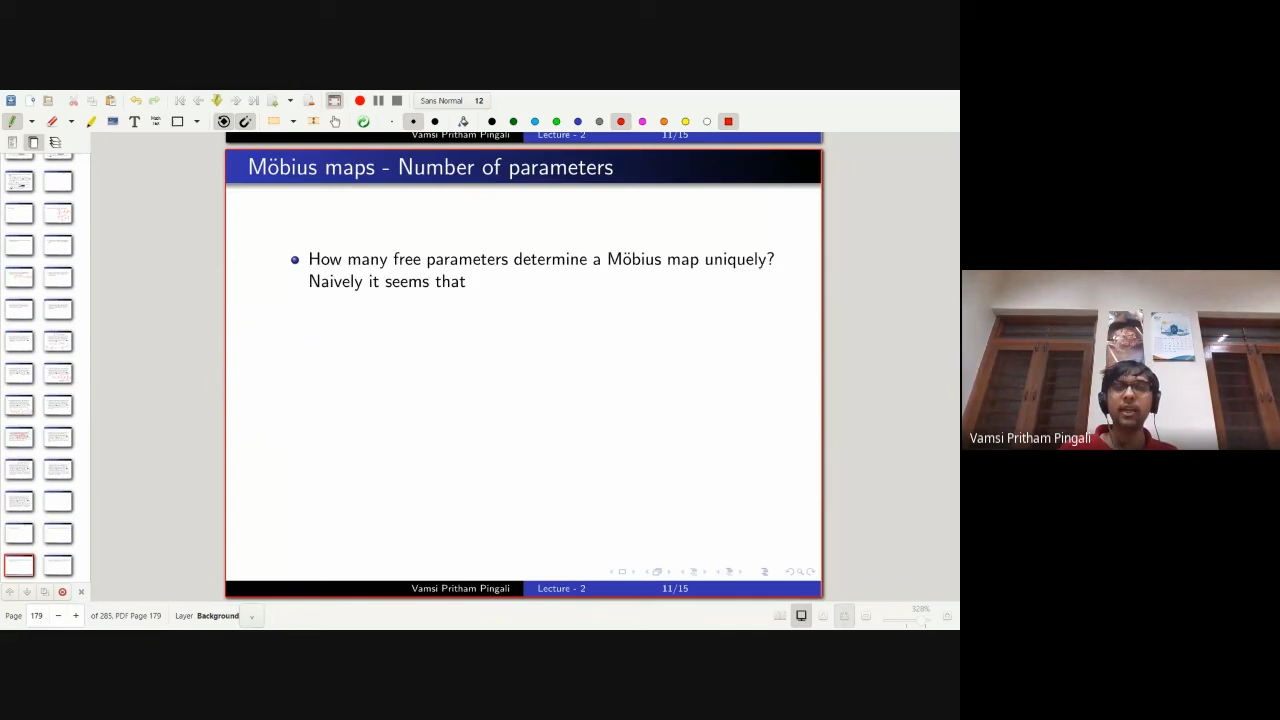 Sans Normal 12
Vamsi Pritham Pingali Lecture - 2 11/15
Möbius maps - Number of parameters
How many free parameters determine a Möbius map uniquely?
Naively it seems that
Vamsi Pritham Pingali
Vamsi Pritham Pingali Lecture - 2 11/15
Page 179 of 285, PDF Page 179 Layer Background
328%